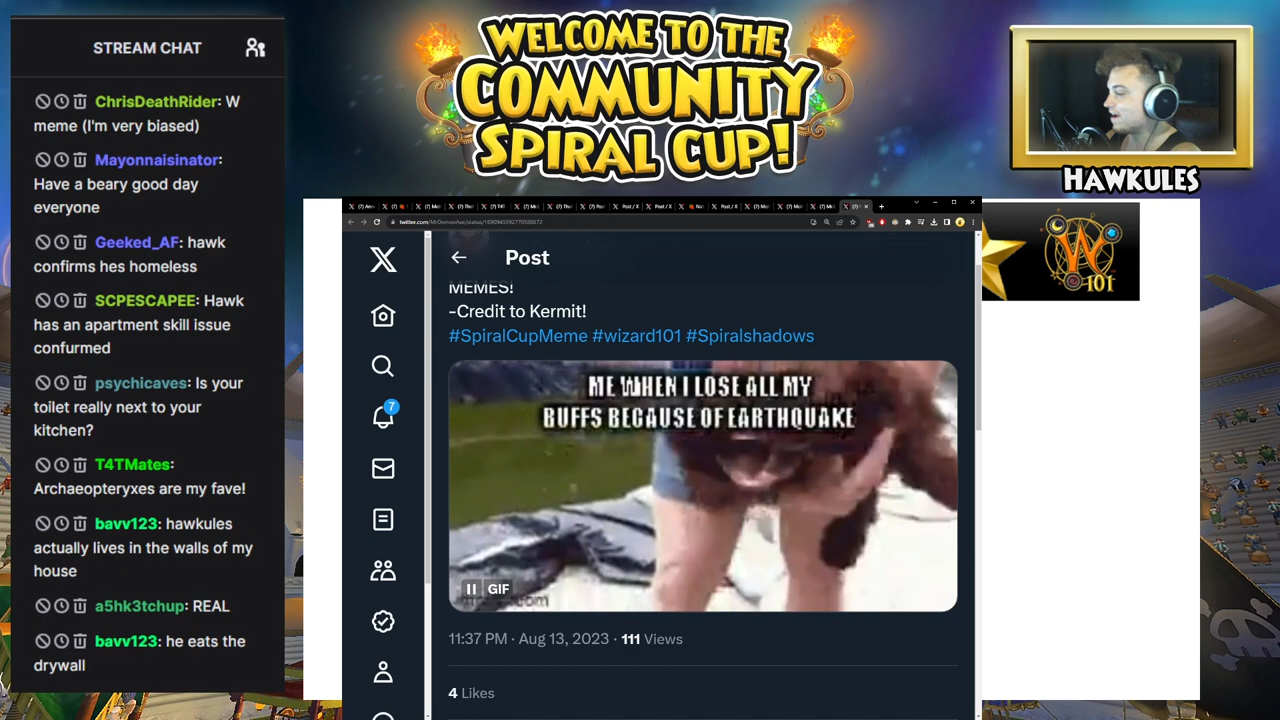 STREAM CHAT
ChrisDeathRider: W
meme (I'm very biased)
Mayonnaisinator:
Have a beary good day
everyone
Geeked_AF: hawk
confirms hes homeless
SCPESCAPEE: Hawk
has an apartment skill issue
confurmed
psychicaves: Is your
toilet really next to your
kitchen?
T4TMates:
Archaeopteryxes are my fave!
bavv123: hawkules
actually lives in the walls of my
house
a5hk3tchup: REAL
bavv123: he eats the
drywall
WELCOME TO THE
COMMUNITY
SPIRAL CUP!
HAWKULES
W
101
7
Post
MEMES!
-Credit to Kermit!
#SpiralCupMeme #wizard101 #Spiralshadows
ME WHEN I LOSE ALL MY
BUFFS BECAUSE OF EARTHQUAKE
GIF
11:37 PM · Aug 13, 2023 · 111 Views
4 Likes